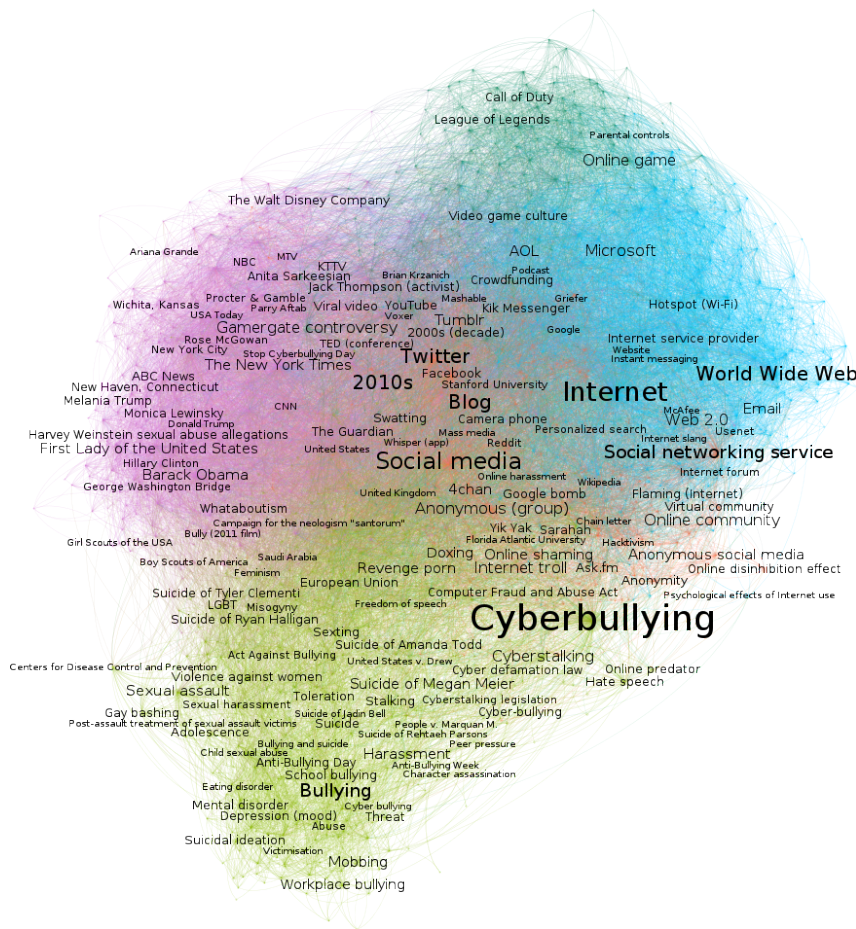 Call of Duty
League of Legends
Parental controls
Online game
The Walt Disney Company
Video game culture
Ariana Grande
AOL
Microsoft
MTV
NBC
KTTV
Podcast
Anita Sarkeesian
Brian Krzanich
Crowdfunding
Jack Thompson (activist)
Procter & Gamble
Mashable
Griefer
Wichita, Kansas
Parry Aftab
Viral video
YouTube
Kik Messenger
Hotspot (Wi-Fi)
USA Today
Voxer
Tumblr
Gamergate controversy
2000s (decade)
Google
Rose McGowan
TED (conference)
Internet service provider
New York City
Stop Cyberbullying Day
Twitter
Website
Instant messaging
The New York Times
Facebook
World Wide Web
ABC News
2010s
Stanford University
New Haven, Connecticut
Internet
Melania Trump
Blog
CNN
McAfee
Email
Monica Lewinsky
Swatting
Camera phone
Web 2.0
Donald Trump
Personalized search
Usenet
Harvey Weinstein sexual abuse allegations
The Guardian
Mass media
Internet slang
Whisper (app)
Reddit
First Lady of the United States
United States
Social networking service
Hillary Clinton
Social media
Barack Obama
Online harassment
Internet forum
George Washington Bridge
Wikipedia
United Kingdom
4chan
Google bomb
Flaming (Internet)
Whataboutism
Anonymous (group)
Virtual community
Campaign for the neologism "santorum"
Chain letter
Online community
Bully (2011 film)
Yik Yak
Sarahah
Girl Scouts of the USA
Florida Atlantic University
Hacktivism
Saudi Arabia
Doxing
Online shaming
Anonymous social media
Boy Scouts of America
Revenge porn
Internet troll
Ask.fm
Online disinhibition effect
Feminism
European Union
Anonymity
Suicide of Tyler Clementi
Computer Fraud and Abuse Act
Psychological effects of Internet use
LGBT
Misogyny
Freedom of speech
Suicide of Ryan Halligan
Cyberbullying
Sexting
Suicide of Amanda Todd
Act Against Bullying
United States v. Drew
Cyberstalking
Centers for Disease Control and Prevention
Cyber defamation law
Online predator
Violence against women
Suicide of Megan Meier
Hate speech
Sexual assault
Toleration
Stalking
Cyberstalking legislation
Sexual harassment
Gay bashing
Suicide of Jadin Bell
Cyber-bullying
Post-assault treatment of sexual assault victims
Suicide
People v. Marquan M.
Adolescence
Suicide of Rehtaeh Parsons
Bullying and suicide
Peer pressure
Child sexual abuse
Harassment
Anti-Bullying Day
Anti-Bullying Week
School bullying
Character assassination
Eating disorder
Bullying
Mental disorder
Cyber bullying
Depression (mood)
Threat
Abuse
Suicidal ideation
Victimisation
Mobbing
Workplace bullying